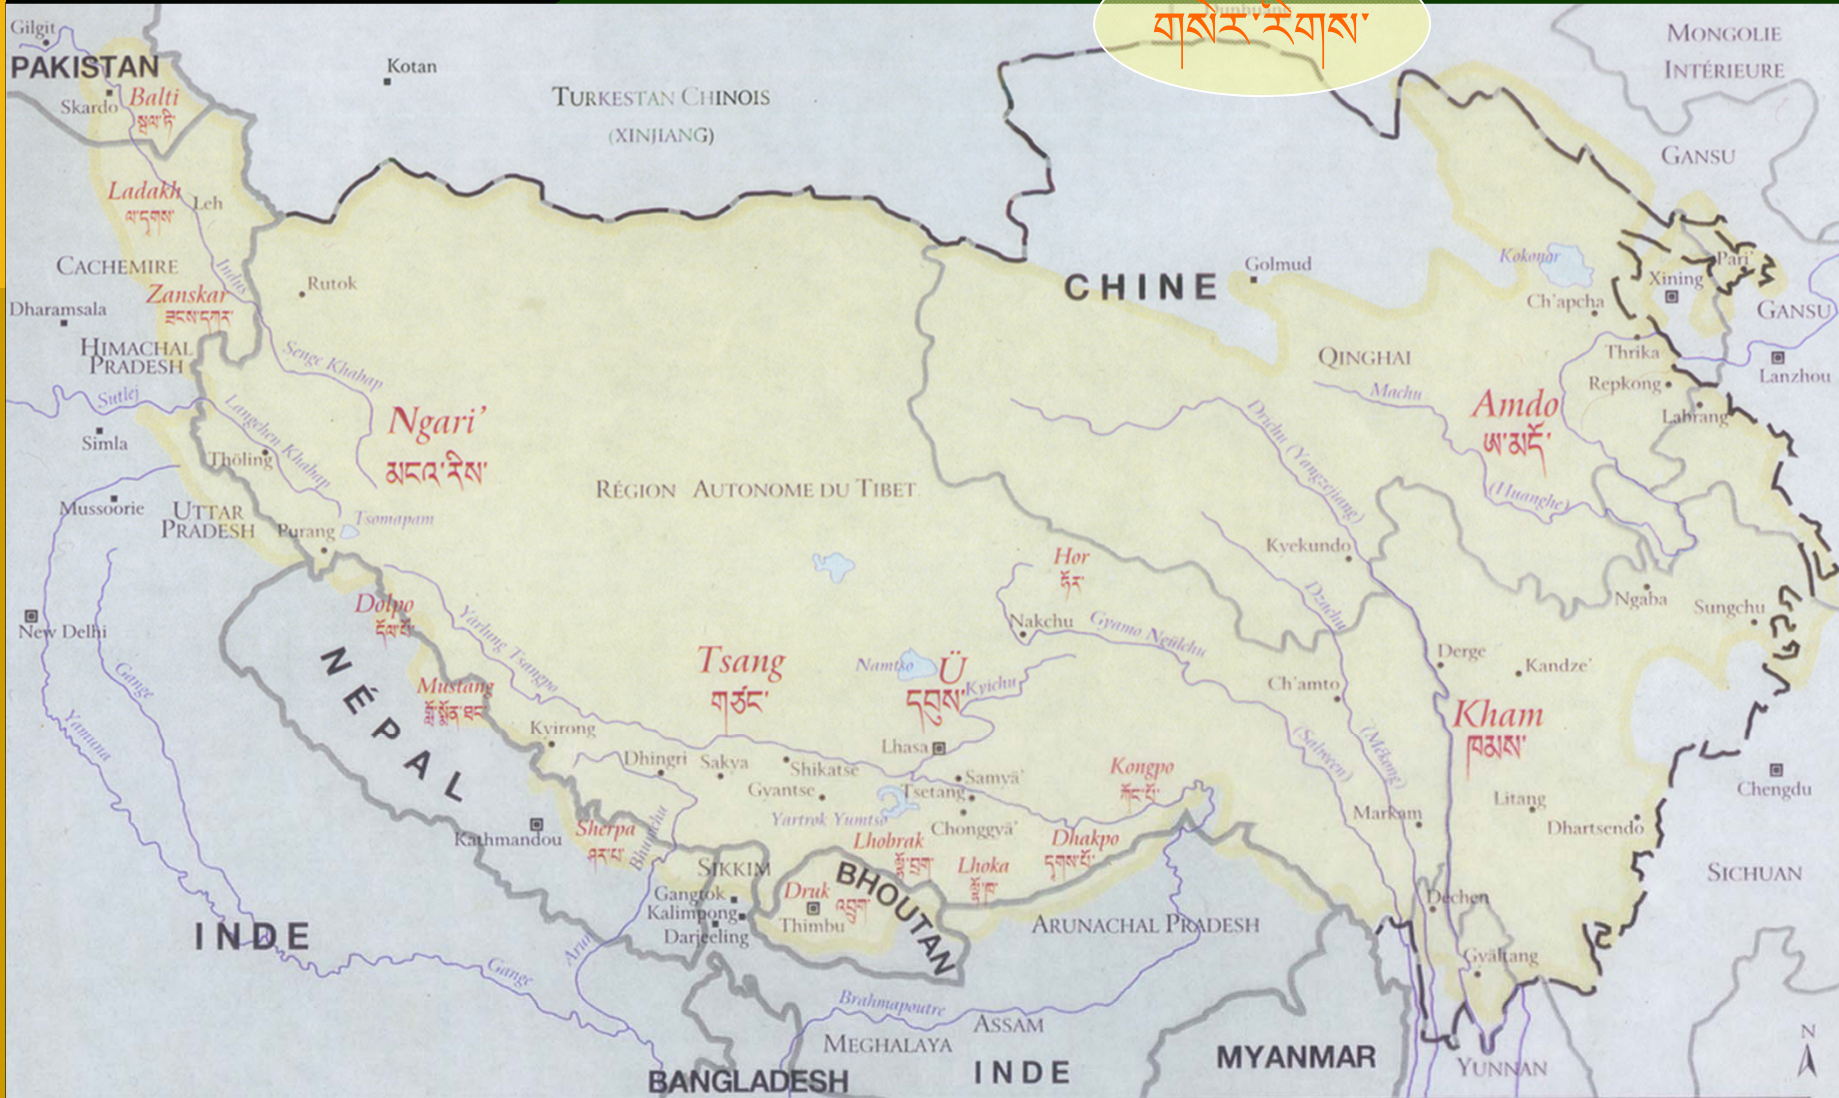 གསེར་རིགས་
MONGOLIE
INTÉRIEURE
Gilgit
PAKISTAN
Skardo
Balti
སྦལ་ཏི་
Kotan
TURKESTAN CHINOIS
(XINJIANG)
GANSU
Ladakh
ལ་དྭགས་
Leh
CACHEMIRE
Indus
Zanskar
ཟངས་དཀར་
Rutok
Dharamsala
HIMACHAL
PRADESH
Senge Khabap
Sutlej
Langchen Khabap
Simla
Thöling
Ngari'
མངའ་རིས་
RÉGION AUTONOME DU TIBET
CHINE
Golmud
Kokonor
Ch'apcha
Xining
Pari
GANSU
QINGHAI
Thrika
Lanzhou
Repkong
Machu
Amdo
ཨ་མདོ་
Labrang
Drichu (Yangzejiang)
(Huanghe)
Mussoorie
UTTAR
PRADESH
Purang
Tsomapam
Kyekundo
Hor
ཧོར་
Nakchu
Gyamo Ngülchu
Dzachu
Ngaba
Sungchu
Dolpo
དོལ་པོ་
New Delhi
NÉPAL
Gange
Yamuna
Yarlung Tsangpo
Mustang
Kyirong
Tsang
གཙང་
Namtso
Ü
དབུས་
Kyichu
Lhasa
Derge
Kandze'
Ch'amto
Kham
ཁམས་
(Salween)
(Mékong)
Dhingri
Sakya
Shikatse
Samyä'
Gyantse
Tsetang
Yartrok Yumtso
Chonggyä'
Kongpo
ཀོང་པོ་
Markam
Litang
Dhartsendo
Chengdu
Kathmandou
Sherpa
ཤར་པ་
Lhobrak
ལྷོ་བྲག་
Lhoka
ལྷོ་ཁ་
Dhakpo
དྭགས་པོ་
SIKKIM
Gangtok
Kalimpong
Darjeeling
Druk
འབྲུག་
Thimbu
BHOUTAN
ARUNACHAL PRADESH
Dechen
Gyältang
SICHUAN
INDE
Gange
Arun
Brahmapoutre
ASSAM
MEGHALAYA
BANGLADESH
INDE
MYANMAR
YUNNAN
N